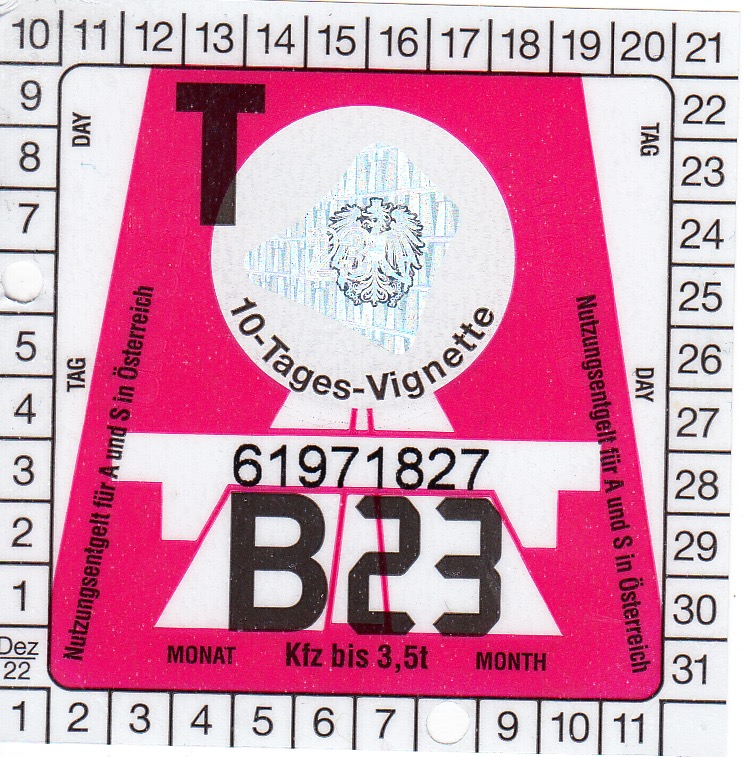 10 11 12 13 14 15 16 17 18 19 20 21
9
8
7
5
4
3
2
1
Dez
22
22
23
24
25
26
27
28
29
30
31
DAY
TAG
T
TAG
DAY
Nutzungsentgelt für A und S in Österreich
Nutzungsentgelt für A und S in Österreich
10-Tages-Vignette
61971827
B23
MONAT Kfz bis 3,5t MONTH
1 2 3 4 5 6 7 9 10 11